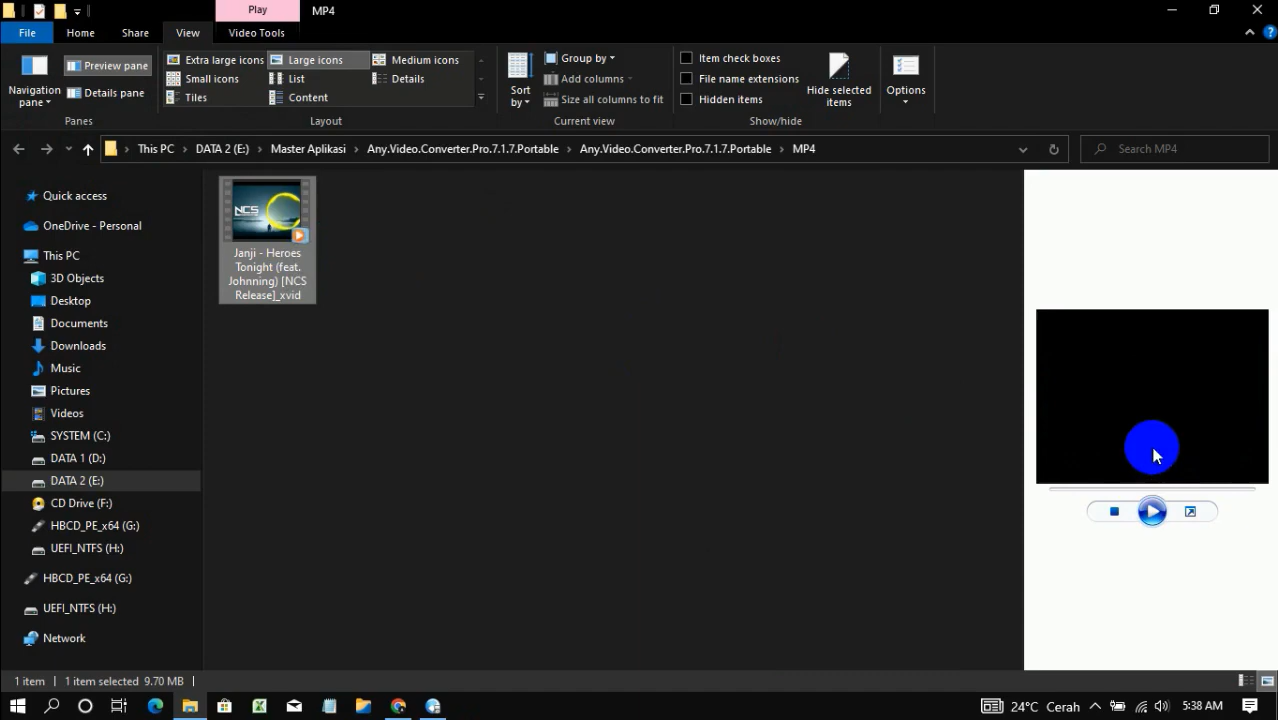 Play
MP4
File
Home
Share
View
Video Tools
Navigation pane
Preview pane
Details pane
Panes
Extra large icons
Large icons
Medium icons
Small icons
List
Details
Tiles
Content
Layout
Sort by
Group by
Add columns
Size all columns to fit
Current view
Item check boxes
File name extensions
Hidden items
Hide selected items
Show/hide
Options
This PC
DATA 2 (E:)
Master Aplikasi
Any.Video.Converter.Pro.7.1.7.Portable
Any.Video.Converter.Pro.7.1.7.Portable
MP4
Search MP4
Quick access
OneDrive - Personal
This PC
3D Objects
Desktop
Documents
Downloads
Music
Pictures
Videos
SYSTEM (C:)
DATA 1 (D:)
DATA 2 (E:)
CD Drive (F:)
HBCD_PE_x64 (G:)
UEFI_NTFS (H:)
HBCD_PE_x64 (G:)
UEFI_NTFS (H:)
Network
NCS
Janji - Heroes
Tonight (feat.
Johnning) [NCS
Release]_xvid
1 item
1 item selected 9.70 MB
24°C Cerah
5:38 AM